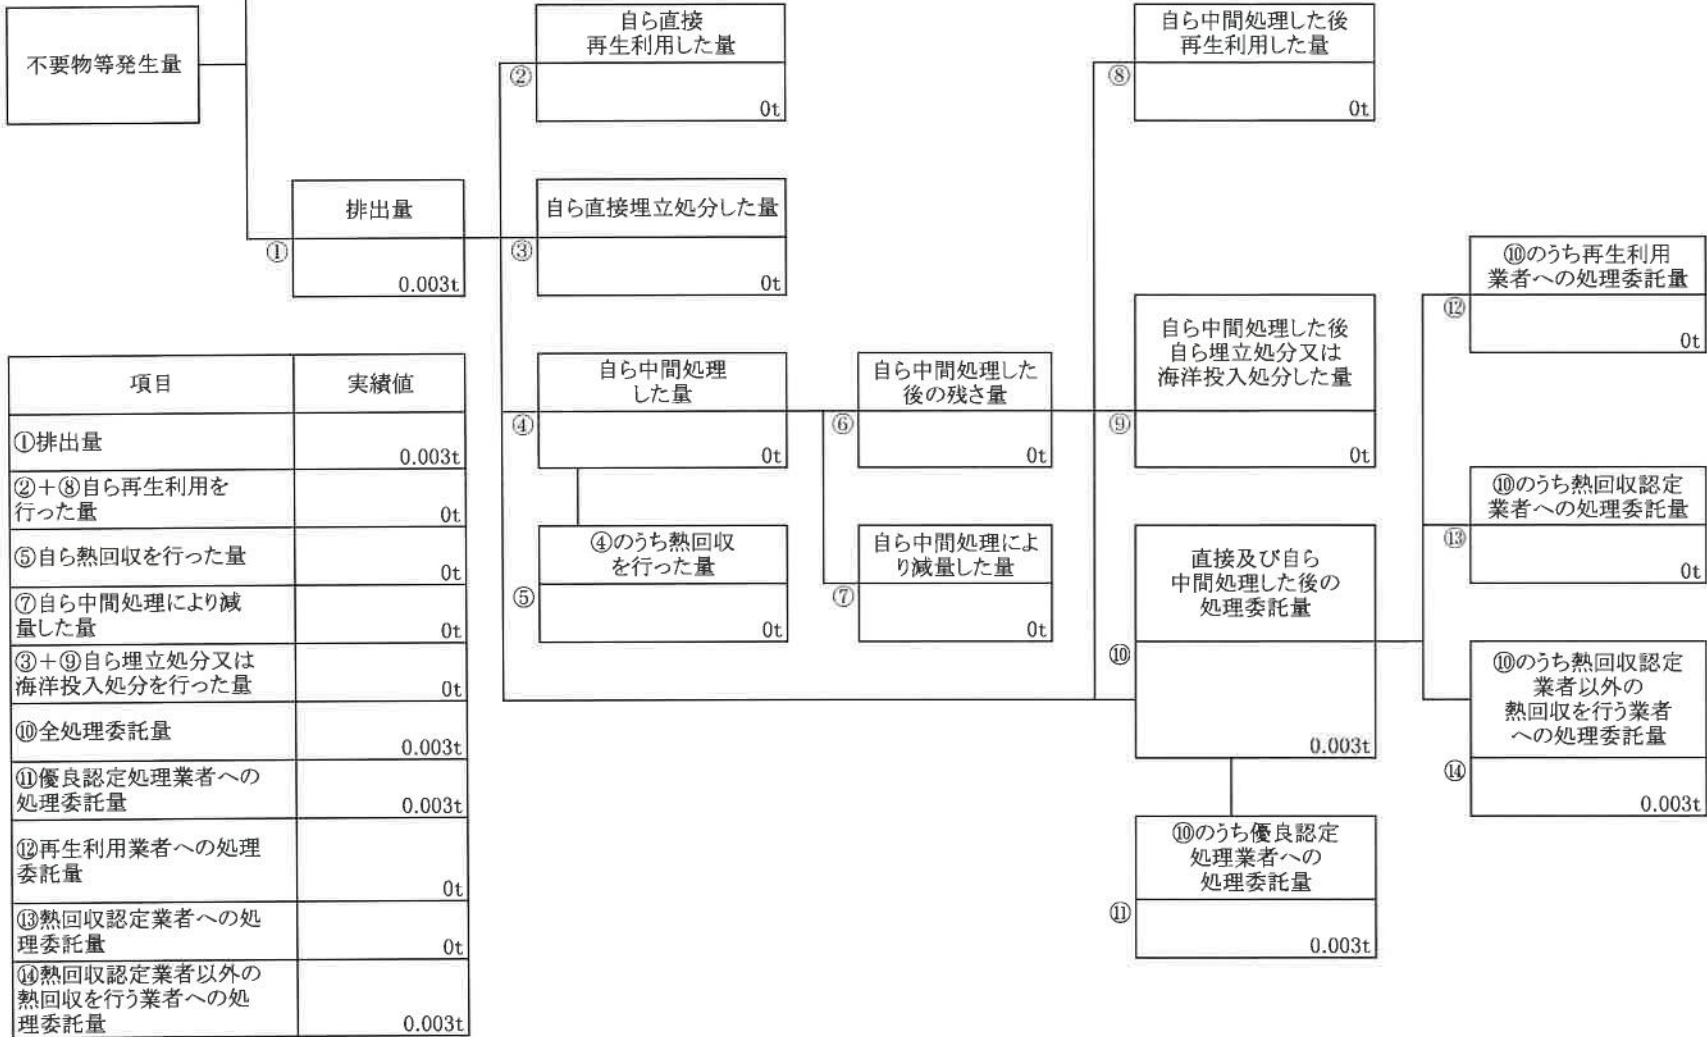 不要物等発生量
自ら直接
再生利用した量
②
0t
自ら中間処理した後
再生利用した量
⑧
0t
排出量
①
0.003t
自ら直接埋立処分した量
③
0t
⑩のうち再生利用
業者への処理委託量
⑫
0t
自ら中間処理
した量
④
0t
自ら中間処理した
後の残さ量
⑥
0t
自ら中間処理した後
自ら埋立処分又は
海洋投入処分した量
⑨
0t
⑩のうち熱回収認定
業者への処理委託量
⑬
0t
④のうち熱回収
を行った量
⑤
0t
自ら中間処理によ
り減量した量
⑦
0t
直接及び自ら
中間処理した後の
処理委託量
⑩
0.003t
⑩のうち熱回収認定
業者以外の
熱回収を行う業者
への処理委託量
⑭
0.003t
⑩のうち優良認定
処理業者への
処理委託量
⑪
0.003t
項目 実績値
①排出量
0.003t
②+⑧自ら再生利用を
行った量 0t
⑤自ら熱回収を行った量
0t
⑦自ら中間処理により減
量した量 0t
③+⑨自ら埋立処分又は
海洋投入処分を行った量 0t
⑩全処理委託量
0.003t
⑪優良認定処理業者への
処理委託量 0.003t
⑫再生利用業者への処理
委託量
0t
⑬熱回収認定業者への処
理委託量 0t
⑭熱回収認定業者以外の
熱回収を行う業者への処
理委託量 0.003t